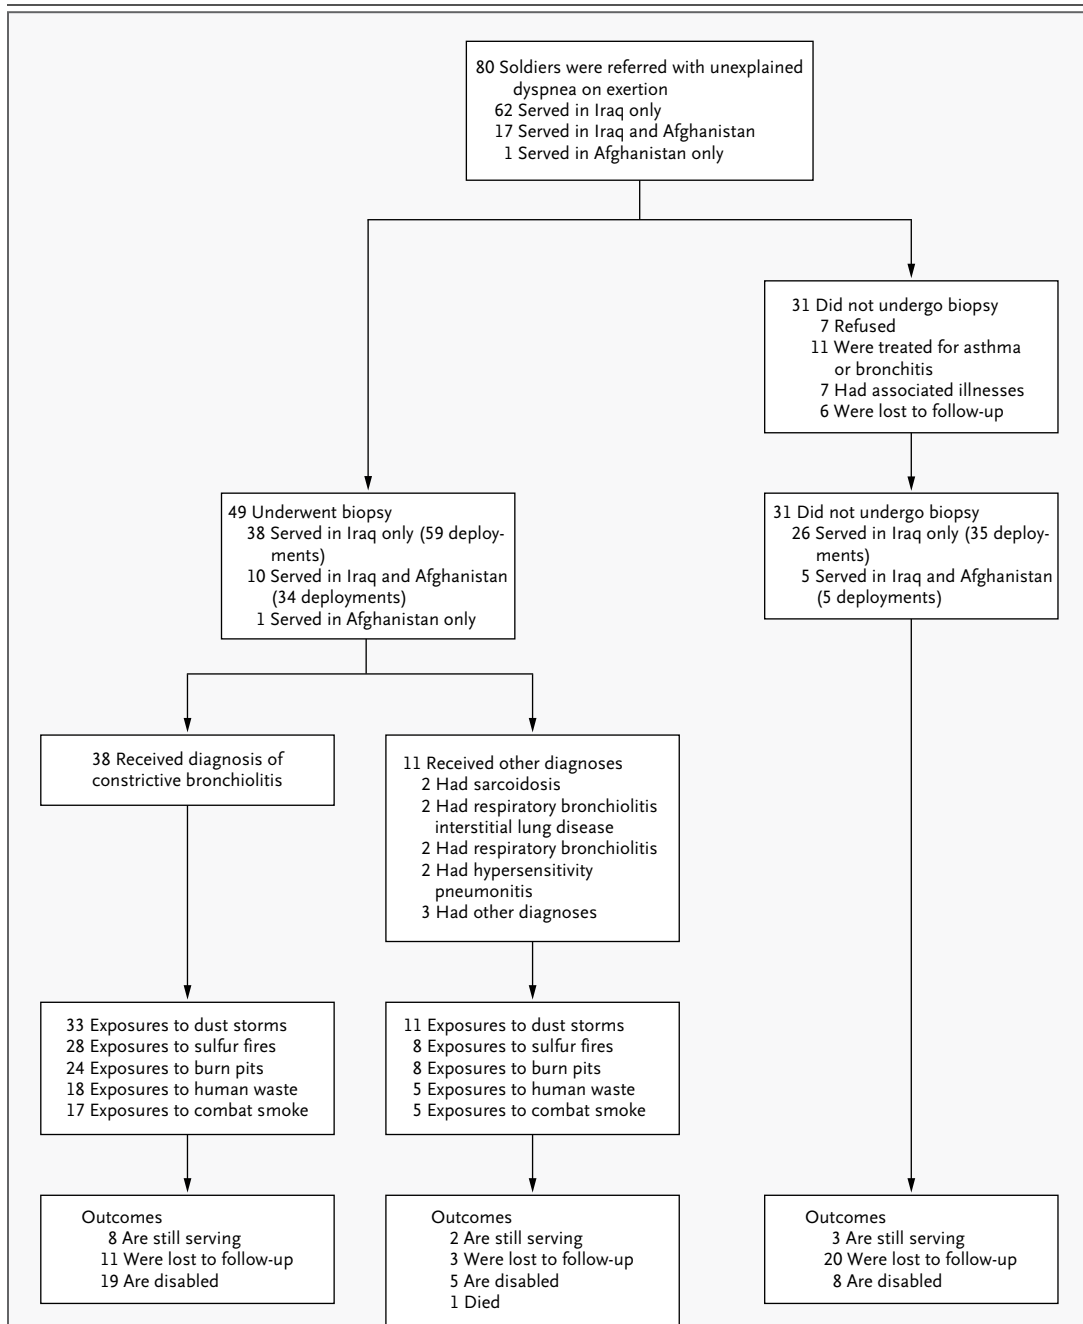 80 Soldiers were referred with unexplained
dyspnea on exertion
62 Served in Iraq only
17 Served in Iraq and Afghanistan
1 Served in Afghanistan only
31 Did not undergo biopsy
7 Refused
11 Were treated for asthma
or bronchitis
7 Had associated illnesses
6 Were lost to follow-up
49 Underwent biopsy
38 Served in Iraq only (59 deploy-
ments)
10 Served in Iraq and Afghanistan
(34 deployments)
1 Served in Afghanistan only
31 Did not undergo biopsy
26 Served in Iraq only (35 deploy-
ments)
5 Served in Iraq and Afghanistan
(5 deployments)
38 Received diagnosis of
constrictive bronchiolitis
11 Received other diagnoses
2 Had sarcoidosis
2 Had respiratory bronchiolitis
interstitial lung disease
2 Had respiratory bronchiolitis
2 Had hypersensitivity
pneumonitis
3 Had other diagnoses
33 Exposures to dust storms
28 Exposures to sulfur fires
24 Exposures to burn pits
18 Exposures to human waste
17 Exposures to combat smoke
11 Exposures to dust storms
8 Exposures to sulfur fires
8 Exposures to burn pits
5 Exposures to human waste
5 Exposures to combat smoke
Outcomes
8 Are still serving
11 Were lost to follow-up
19 Are disabled
Outcomes
2 Are still serving
3 Were lost to follow-up
5 Are disabled
1 Died
Outcomes
3 Are still serving
20 Were lost to follow-up
8 Are disabled